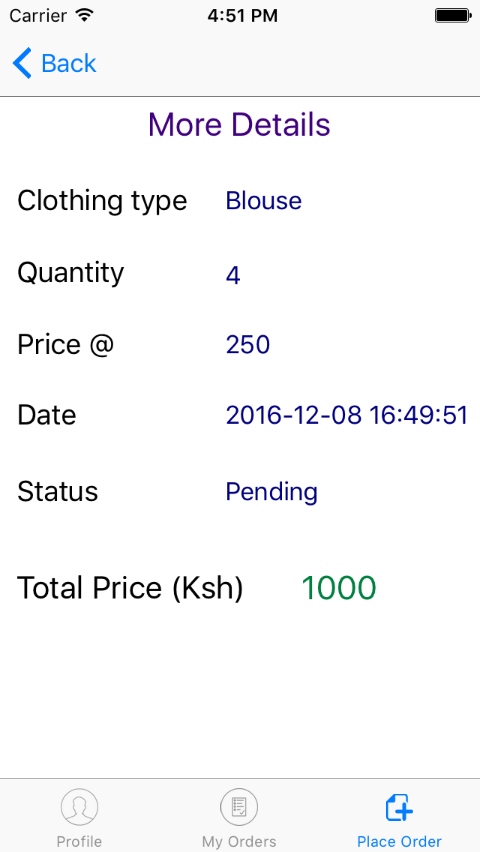 Carrier 4:51 PM
Back
More Details
Clothing type Blouse
Quantity 4
Price @ 250
Date 2016-12-08 16:49:51
Status Pending
Total Price (Ksh) 1000
Profile My Orders Place Order